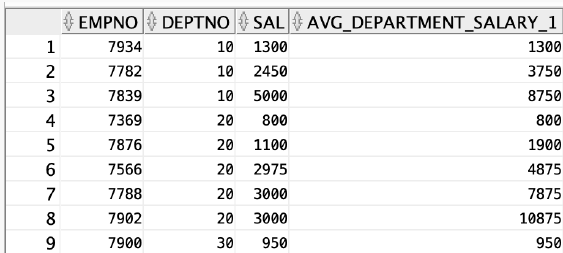 EMPNO DEPTNO SAL AVG_DEPARTMENT_SALARY_1
1 7934 10 1300 1300
2 7782 10 2450 3750
3 7839 10 5000 8750
4 7369 20 800 800
5 7876 20 1100 1900
6 7566 20 2975 4875
7 7788 20 3000 7875
8 7902 20 3000 10875
9 7900 30 950 950